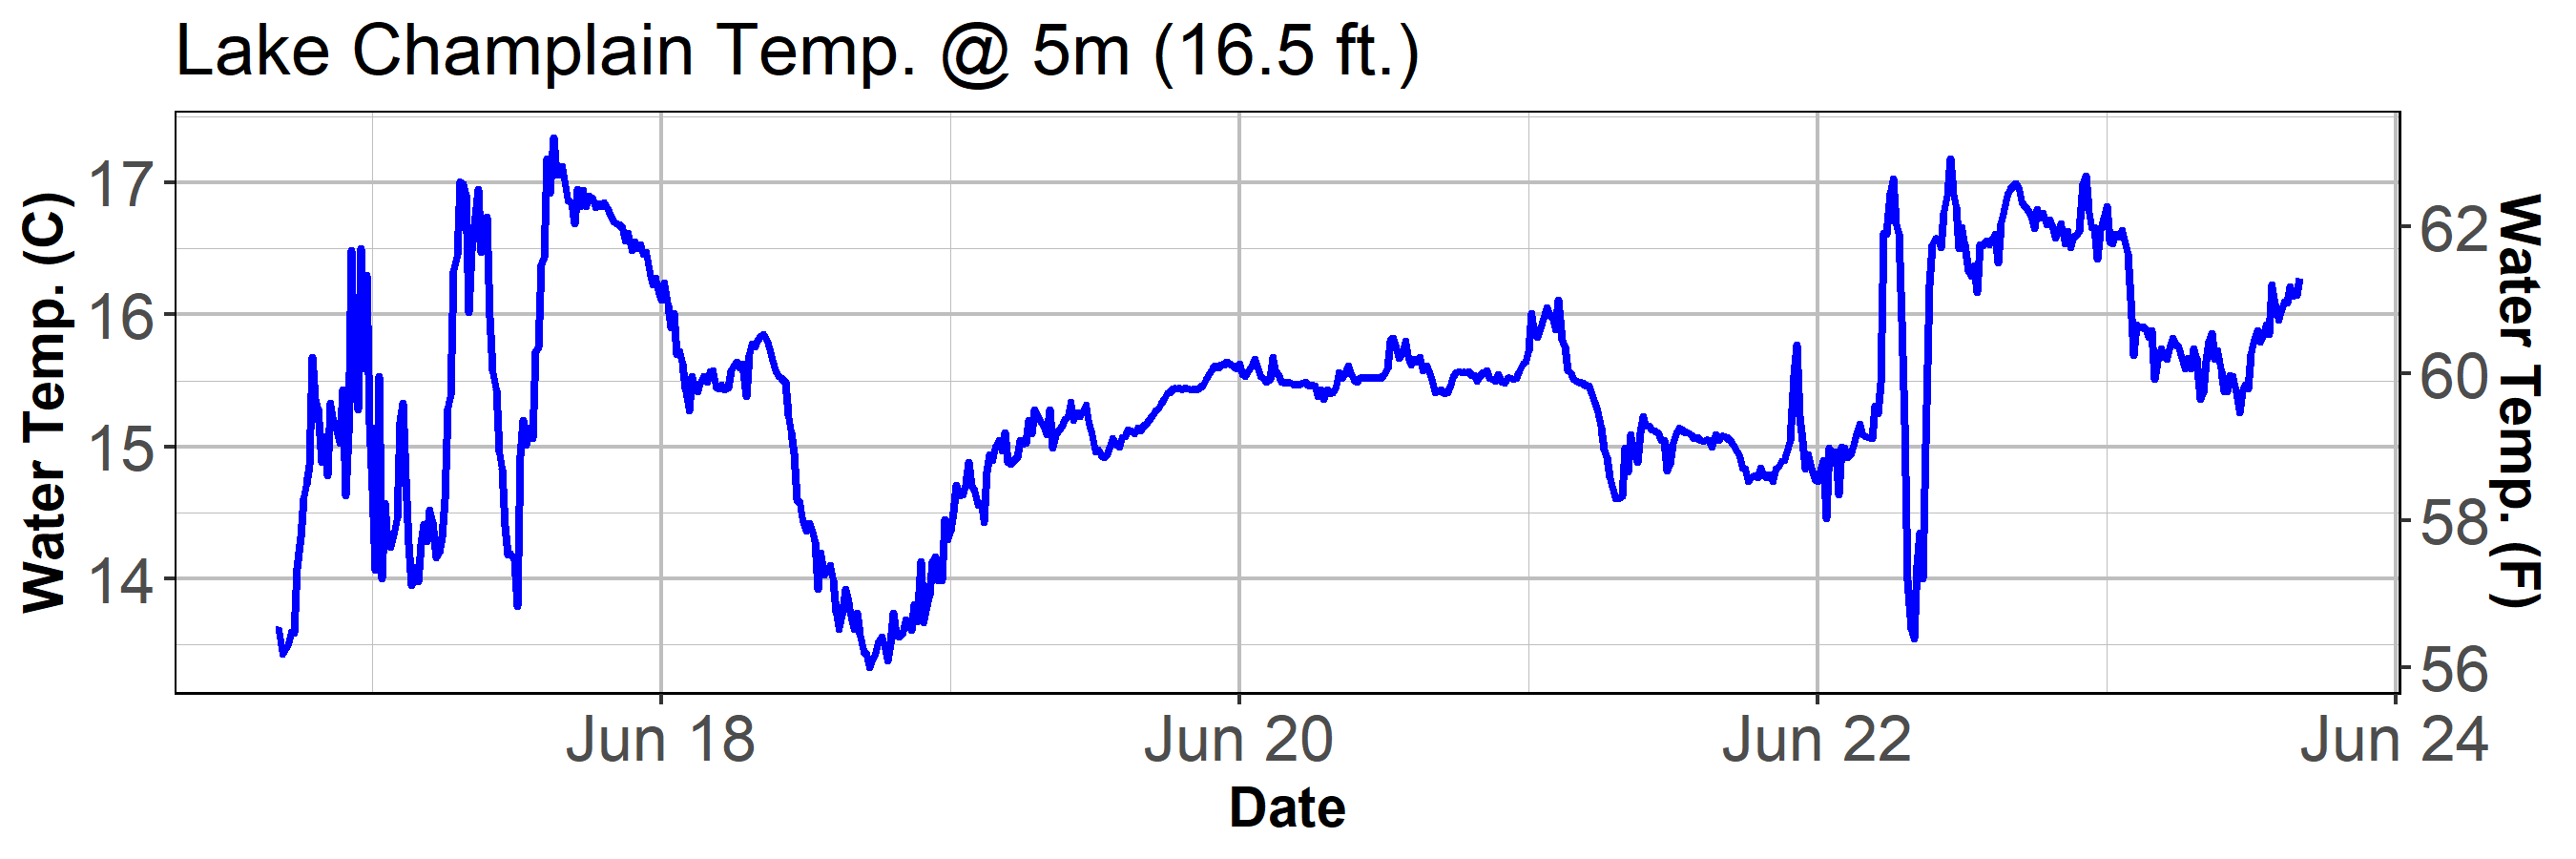 Lake Champlain Temp. @ 5m (16.5 ft.)
Water Temp. (C)
17
16
15
14
62
60
58
56
Water Temp. (F)
Jun 18
Jun 20
Jun 22
Jun 24
Date